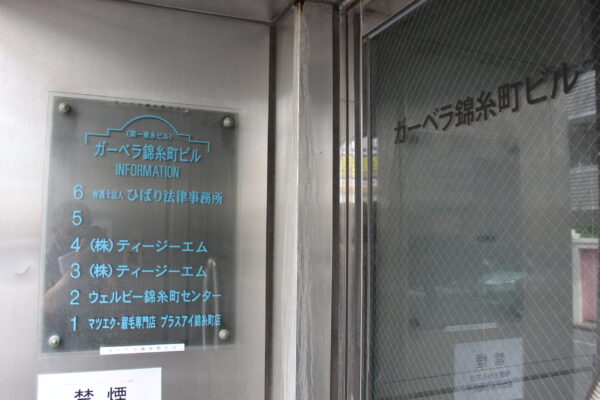 (第一東永ビル)
ガーベラ錦糸町ビル
INFORMATION
6 弁護士法人 ひばり法律事務所
5
4 (株)ティージーエム
3 (株)ティージーエム
2 ウェルビー錦糸町センター
1 マツエク・眉毛専門店 プラスアイ錦糸町店
禁煙
ガーベラ錦糸町ビル